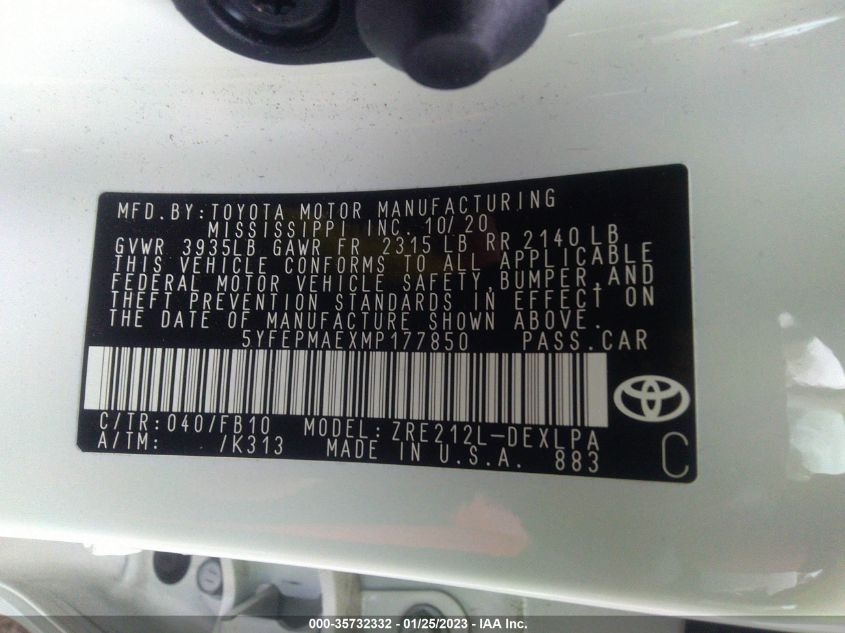 MFD. BY: TOYOTA MOTOR MANUFACTURING
MISSISSIPPI INC. 10/20
GVWR 3935LB GAWR FR 2315 LB RR 2140 LB
THIS VEHICLE CONFORMS TO ALL APPLICABLE
FEDERAL MOTOR VEHICLE SAFETY, BUMPER, AND
THEFT PREVENTION STANDARDS IN EFFECT ON
THE DATE OF MANUFACTURE SHOWN ABOVE.
5YFEPMAEXMP177850 PASS. CAR
C/TR: 040/FB10 MODEL: ZRE212L-DEXLPA
A/TM: /K313 MADE IN U.S.A. 883 C
000-35732332 - 01/25/2023 - IAA Inc.